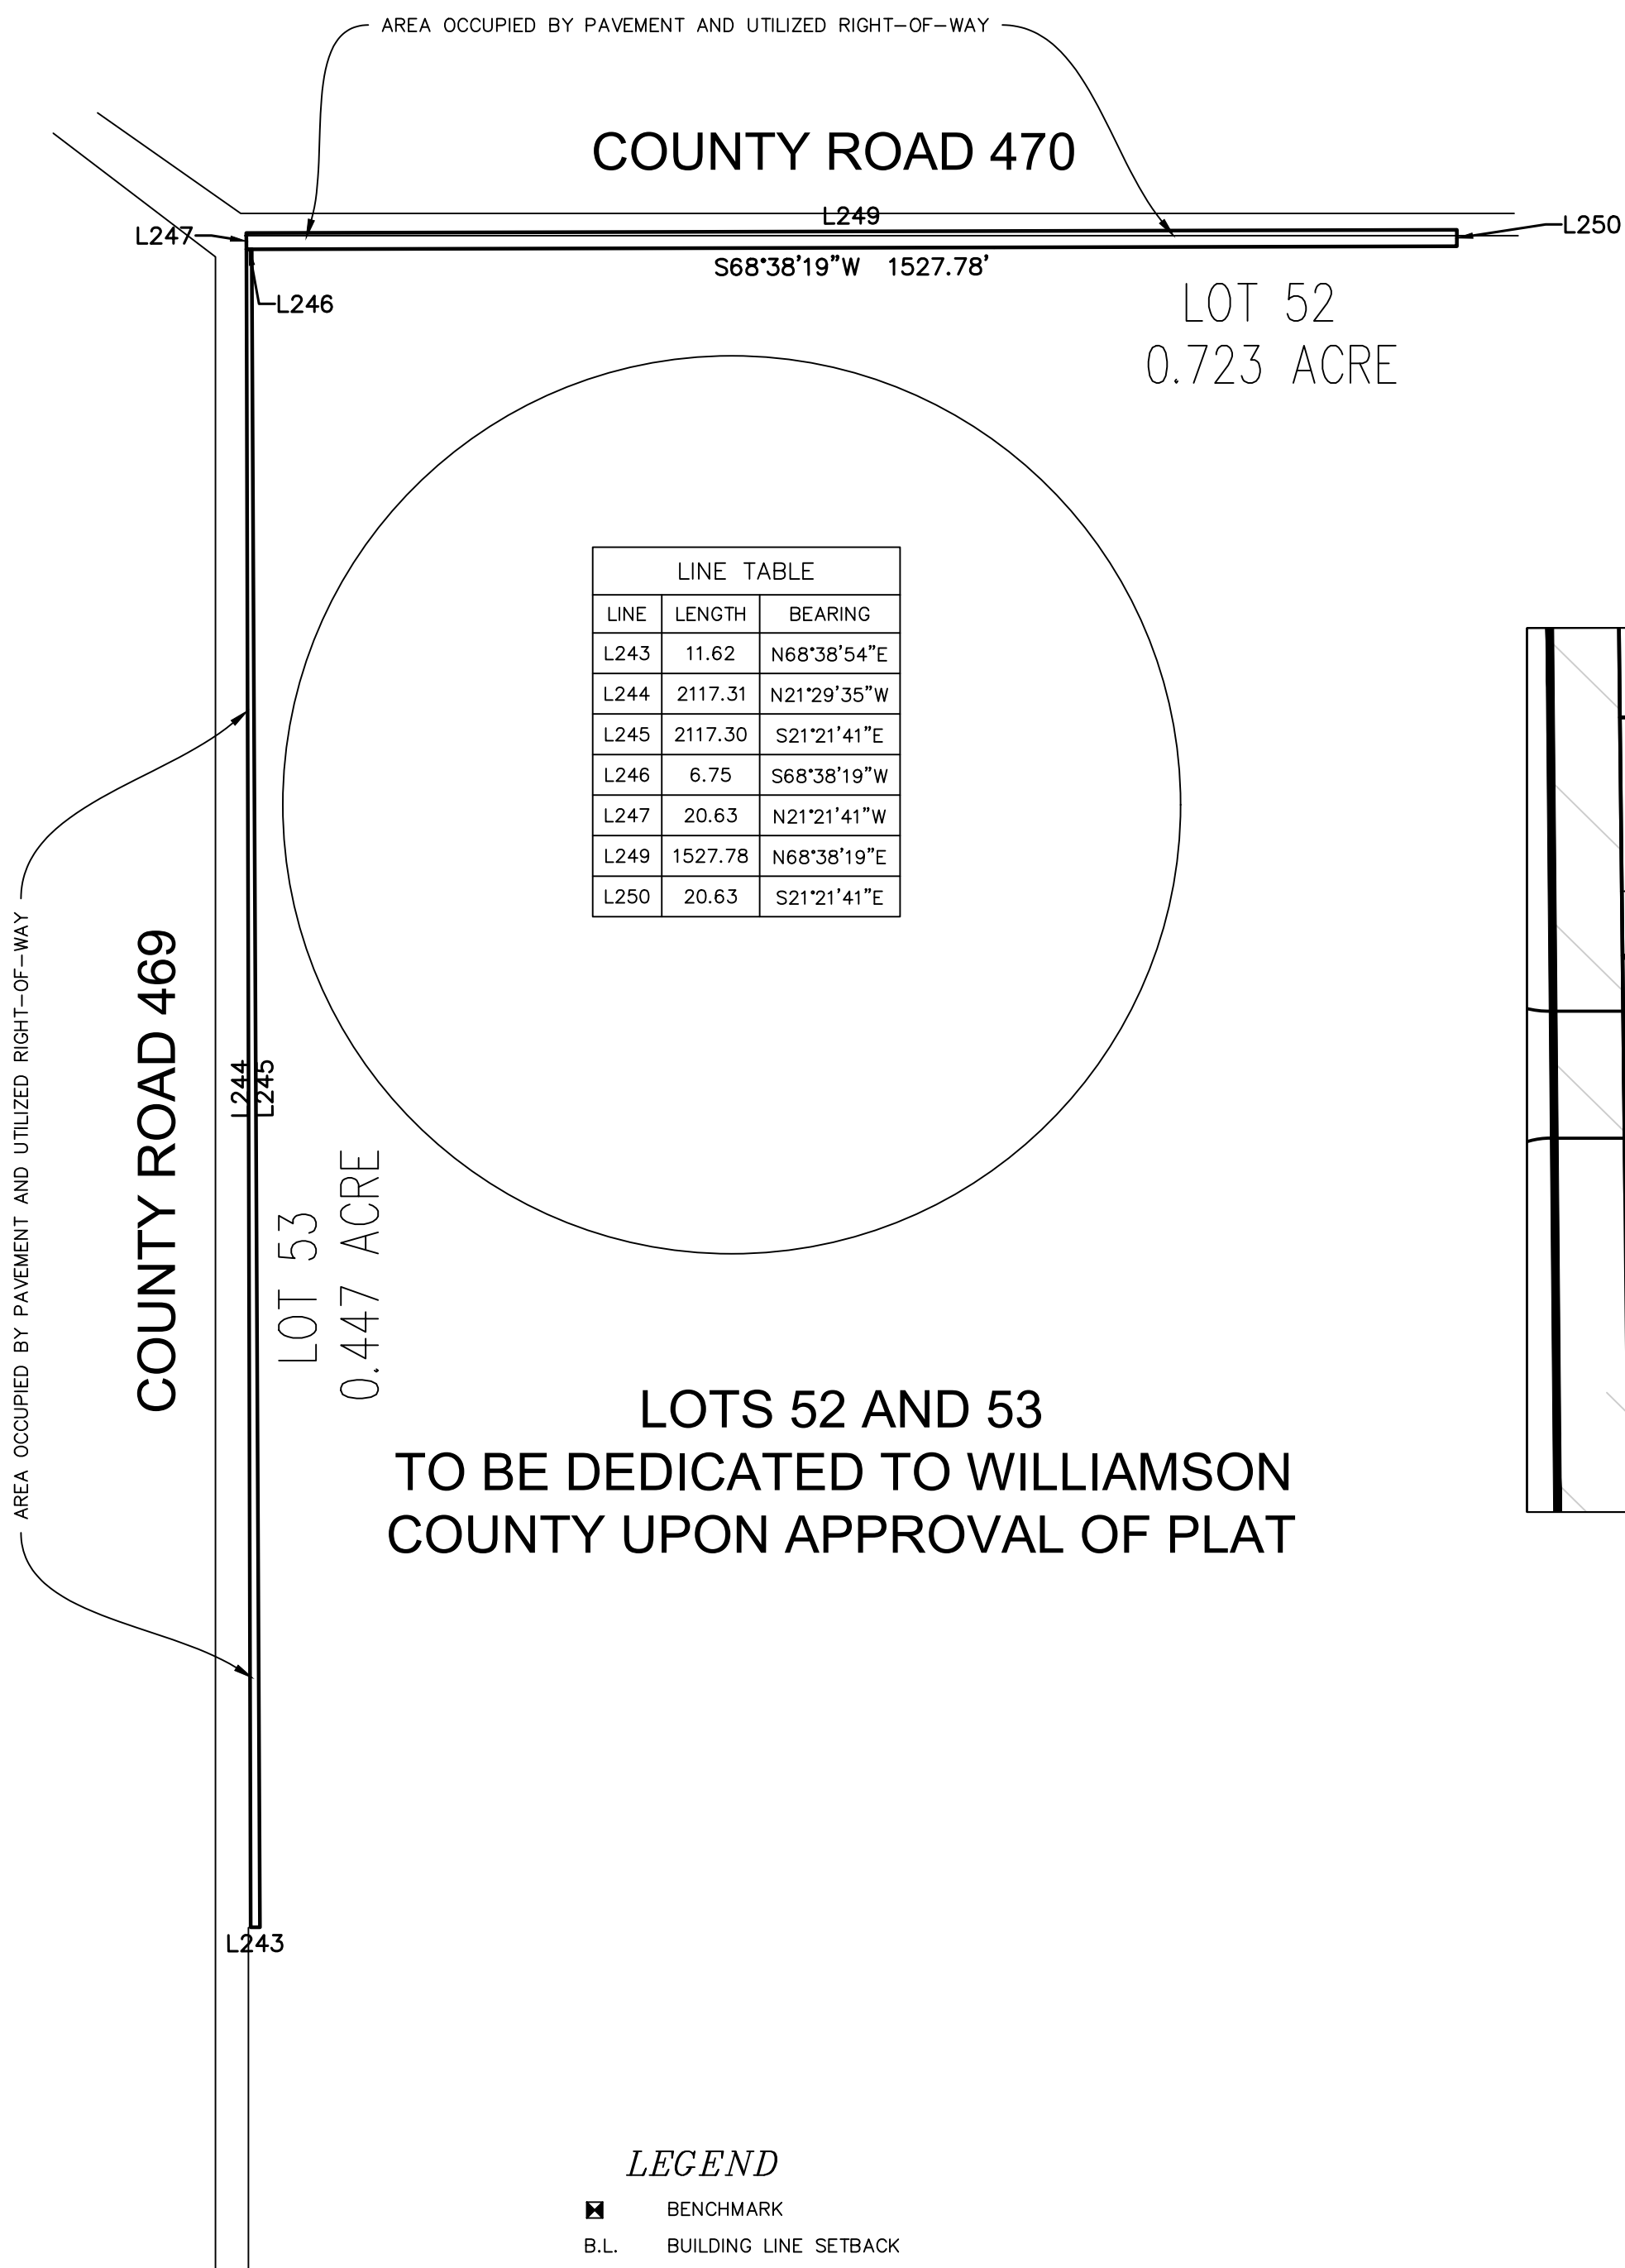 AREA OCCUPIED BY PAVEMENT AND UTILIZED RIGHT-OF-WAY
COUNTY ROAD 470
L249
L247
L250
S68°38'19"W 1527.78'
L246
LOT 52
0.723 ACRE
LINE TABLE
LINE LENGTH BEARING
L243 11.62 N68°38'54"E
L244 2117.31 N21°29'35"W
L245 2117.30 S21°21'41"E
L246 6.75 S68°38'19"W
L247 20.63 N21°21'41"W
L249 1527.78 N68°38'19"E
L250 20.63 S21°21'41"E
AREA OCCUPIED BY PAVEMENT AND UTILIZED RIGHT-OF-WAY
COUNTY ROAD 469
L244
L245
LOT 53
0.447 ACRE
LOTS 52 AND 53
TO BE DEDICATED TO WILLIAMSON
COUNTY UPON APPROVAL OF PLAT
L243
LEGEND
BENCHMARK
B.L. BUILDING LINE SETBACK